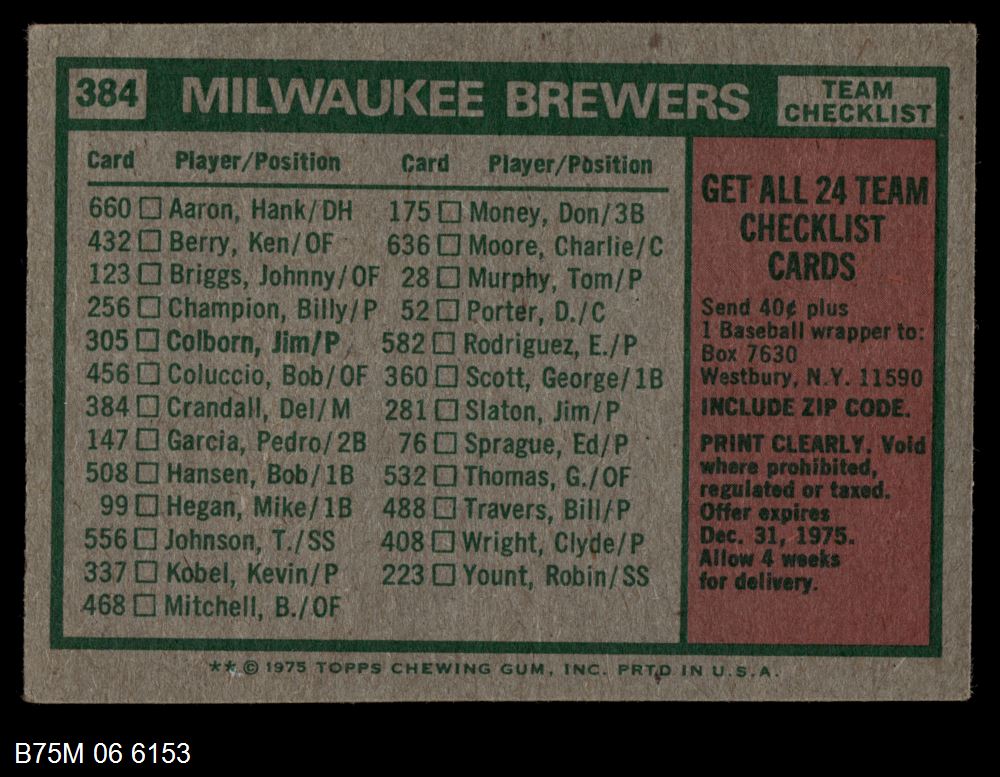 384 MILWAUKEE BREWERS TEAM CHECKLIST
Card Player/Position
660 □ Aaron, Hank/DH
432 □ Berry, Ken/OF
123 □ Briggs, Johnny/OF
256 □ Champion, Billy/P
305 □ Colborn, Jim/P
456 □ Coluccio, Bob/OF
384 □ Crandall, Del/M
147 □ Garcia, Pedro/2B
508 □ Hansen, Bob/1B
99 □ Hegan, Mike/1B
556 □ Johnson, T./SS
337 □ Kobel, Kevin/P
468 □ Mitchell, B./OF
Card Player/Position
175 □ Money, Don/3B
636 □ Moore, Charlie/C
28 □ Murphy, Tom/P
52 □ Porter, D./C
582 □ Rodriguez, E./P
360 □ Scott, George/1B
281 □ Slaton, Jim/P
76 □ Sprague, Ed/P
532 □ Thomas, G./OF
488 □ Travers, Bill/P
408 □ Wright, Clyde/P
223 □ Yount, Robin/SS
GET ALL 24 TEAM
CHECKLIST
CARDS
Send 40¢ plus
1 Baseball wrapper to:
Box 7630
Westbury, N.Y. 11590
INCLUDE ZIP CODE.
PRINT CLEARLY. Void
where prohibited,
regulated or taxed.
Offer expires
Dec. 31, 1975.
Allow 4 weeks
for delivery.
** © 1975 TOPPS CHEWING GUM, INC. PRTD IN U.S.A.
B75M 06 6153